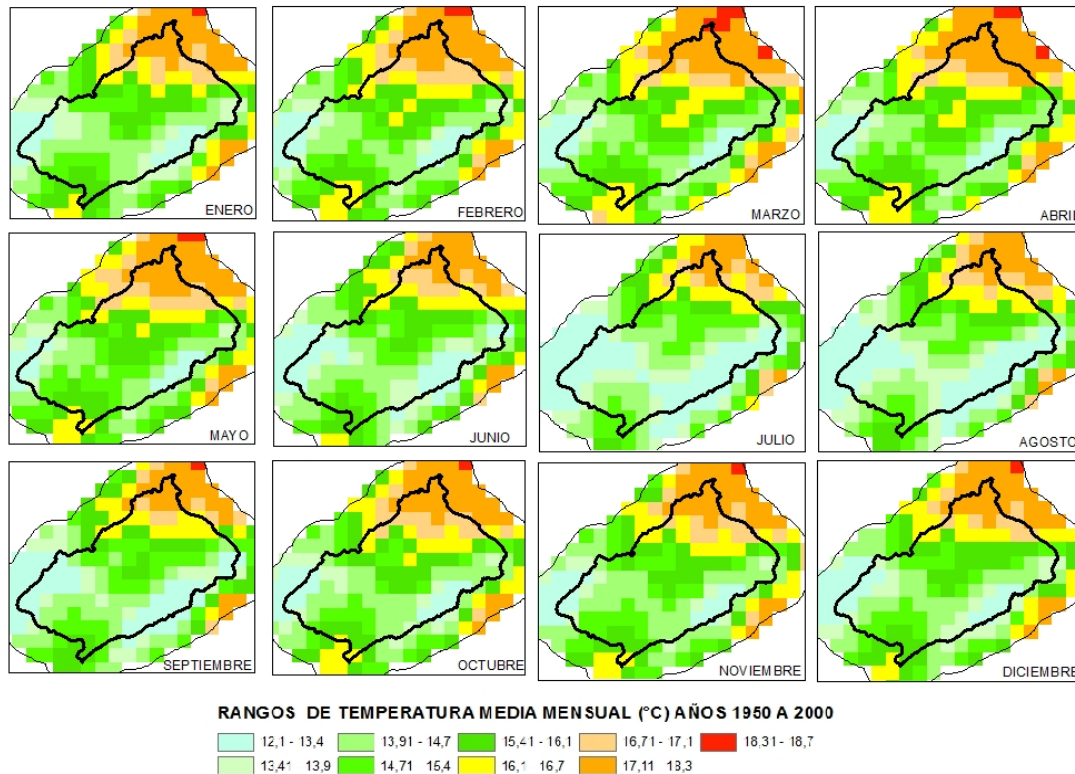 ENERO
FEBRERO
MARZO
ABRIL
MAYO
JUNIO
JULIO
AGOSTO
SEPTIEMBRE
OCTUBRE
NOVIEMBRE
DICIEMBRE
RANGOS DE TEMPERATURA MEDIA MENSUAL (°C) AÑOS 1950 A 2000
12,1 - 13,4 13,91 - 14,7 15,41 - 16,1 16,71 - 17,1 18,31 - 18,7
13,41 - 13,9 14,71 - 15,4 16,1 - 16,7 17,11 - 18,3